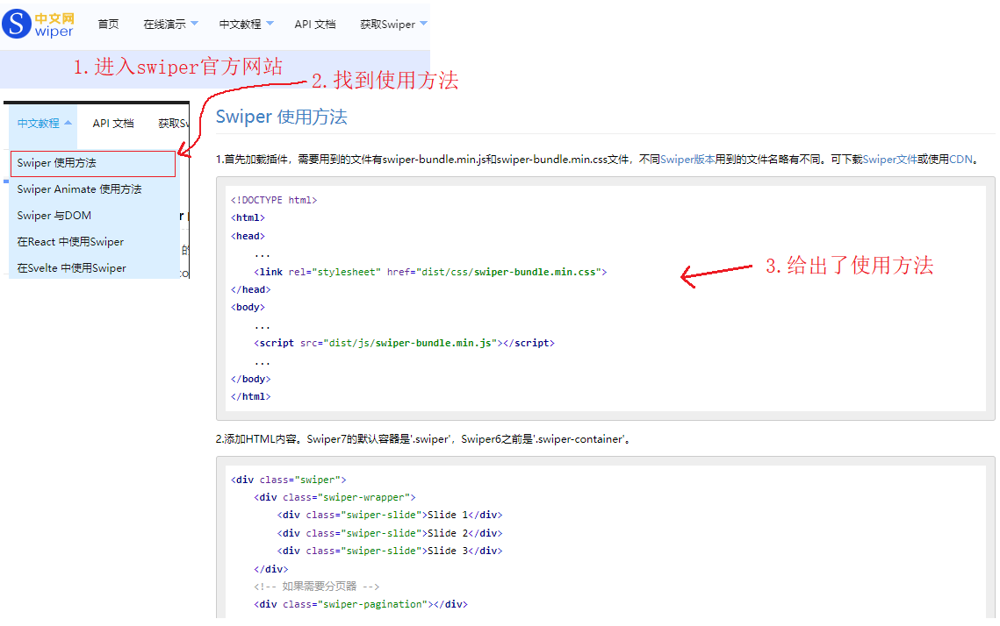 中文网
Swiper
首页 在线演示 中文教程 API 文档 获取Swiper
1.进入swiper官方网站
2.找到使用方法
中文教程 API 文档 获取Sw
Swiper 使用方法
Swiper Animate 使用方法
Swiper 与DOM
在React 中使用Swiper
在Svelte 中使用Swiper
Swiper 使用方法
1.首先加载插件，需要用到的文件有swiper-bundle.min.js和swiper-bundle.min.css文件，不同Swiper版本用到的文件名略有不同。可下载Swiper文件或使用CDN。
<!DOCTYPE html>
<html>
<head>
...
<link rel="stylesheet" href="dist/css/swiper-bundle.min.css">
</head>
<body>
...
<script src="dist/js/swiper-bundle.min.js"></script>
...
</body>
</html>
3.给出了使用方法
2.添加HTML内容。Swiper7的默认容器是'.swiper'，Swiper6之前是'.swiper-container'。
<div class="swiper">
<div class="swiper-wrapper">
<div class="swiper-slide">Slide 1</div>
<div class="swiper-slide">Slide 2</div>
<div class="swiper-slide">Slide 3</div>
</div>
<!-- 如果需要分页器 -->
<div class="swiper-pagination"></div>